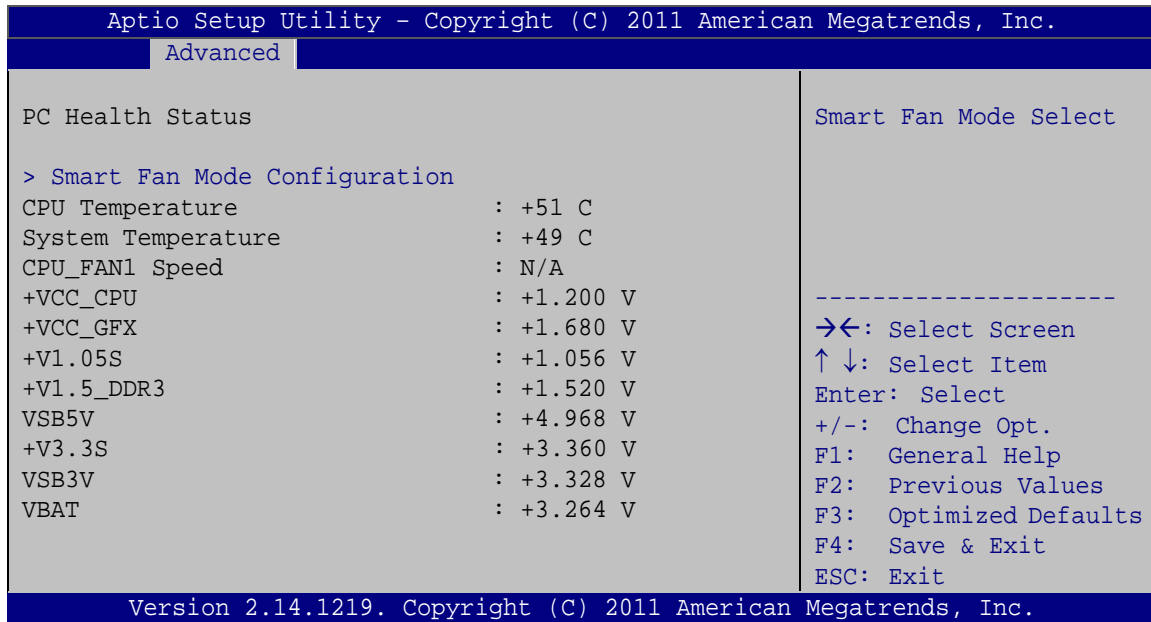 Aptio Setup Utility – Copyright (C) 2011 American Megatrends, Inc.
Advanced
PC Health Status
> Smart Fan Mode Configuration
CPU Temperature : +51 C
System Temperature : +49 C
CPU_FAN1 Speed : N/A
+VCC_CPU : +1.200 V
+VCC_GFX : +1.680 V
+V1.05S : +1.056 V
+V1.5_DDR3 : +1.520 V
VSB5V : +4.968 V
+V3.3S : +3.360 V
VSB3V : +3.328 V
VBAT : +3.264 V
Smart Fan Mode Select
---------------------
→←: Select Screen
↑ ↓: Select Item
Enter: Select
+/-: Change Opt.
F1: General Help
F2: Previous Values
F3: Optimized Defaults
F4: Save & Exit
ESC: Exit
Version 2.14.1219. Copyright (C) 2011 American Megatrends, Inc.